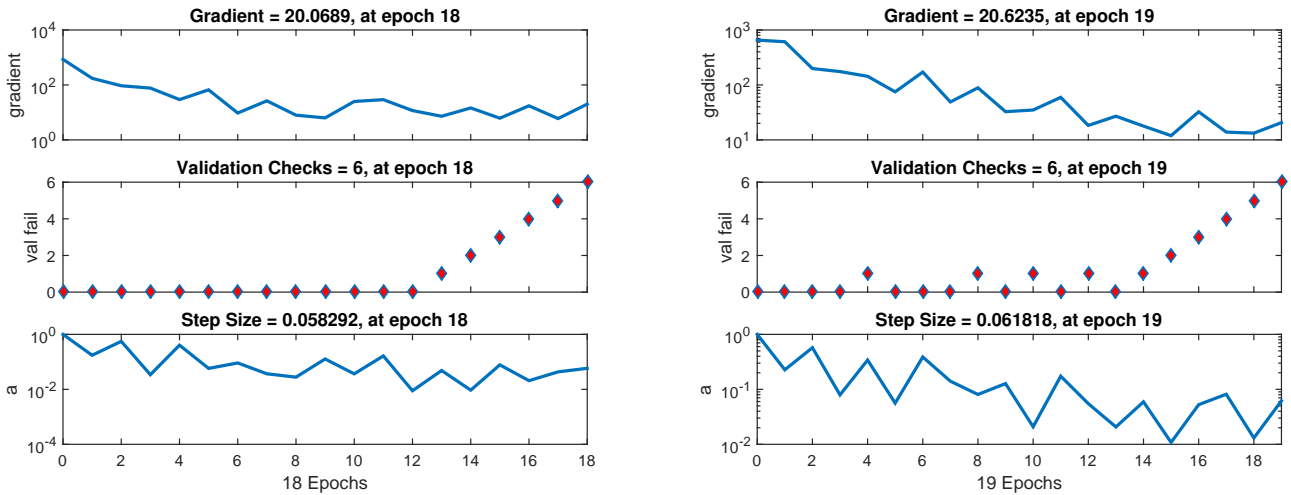 Gradient = 20.0689, at epoch 18
10^4
10^2
10^0
gradient
Validation Checks = 6, at epoch 18
6
4
2
0
val fail
Step Size = 0.058292, at epoch 18
10^0
10^-2
10^-4
a
0 2 4 6 8 10 12 14 16 18
18 Epochs
Gradient = 20.6235, at epoch 19
10^3
10^2
10^1
gradient
Validation Checks = 6, at epoch 19
6
4
2
0
val fail
Step Size = 0.061818, at epoch 19
10^0
10^-1
10^-2
a
0 2 4 6 8 10 12 14 16 18
19 Epochs